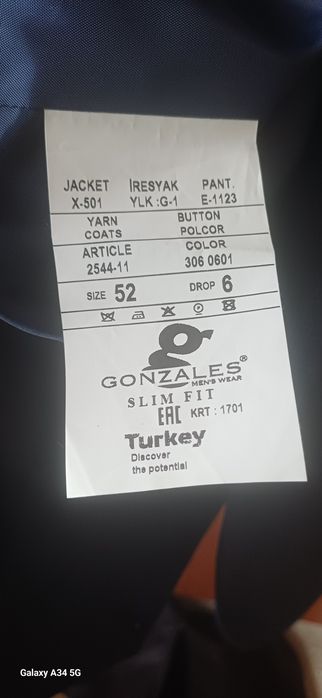 JACKET İRESYAK PANT.
X-501 YLK :G-1 E-1123
YARN BUTTON
COATS POLCOR
ARTICLE COLOR
2544-11 306 0601
SIZE 52 DROP 6
g
GONZALES®
MEN'S WEAR
SLIM FIT
EAC KRT : 1701
Turkey
Discover
the potential
Galaxy A34 5G